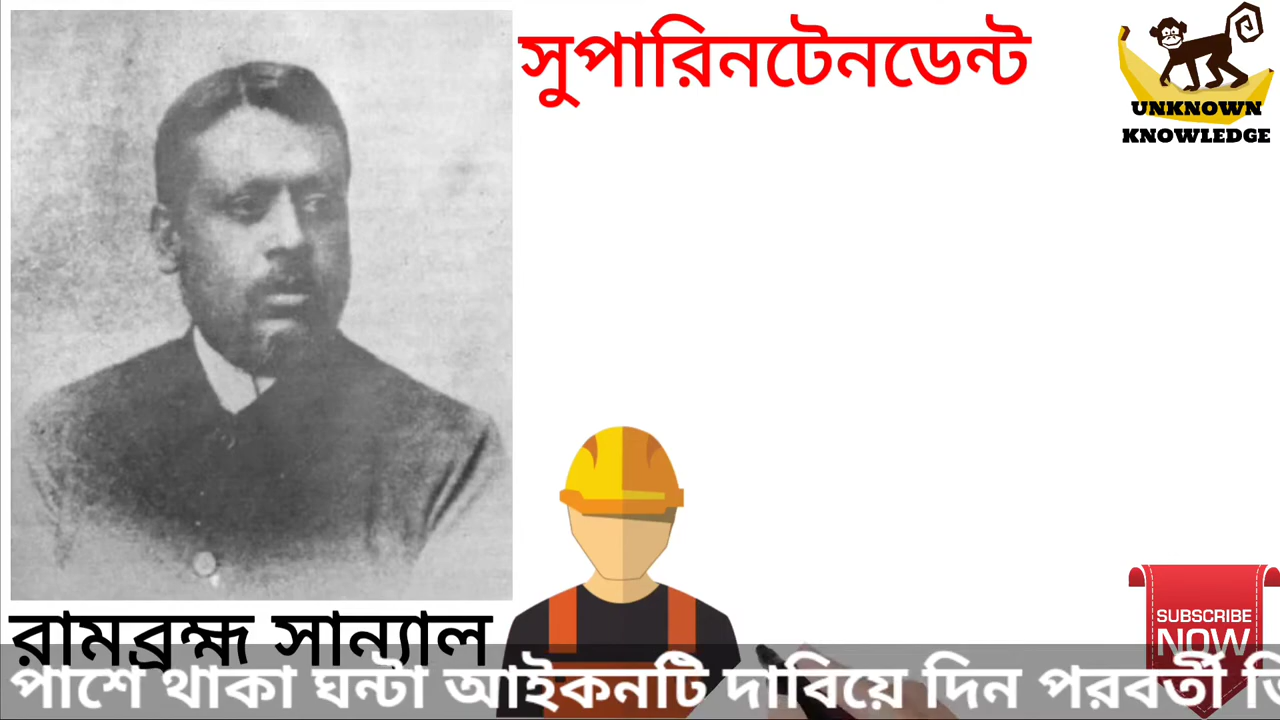 সুপারিনটেনডেন্ট
UNKNOWN
KNOWLEDGE
রামব্রহ্ম সান্যাল
SUBSCRIBE
NOW
পাশে থাকা ঘন্টা আইকনটি দাবিয়ে দিন পরবর্তী